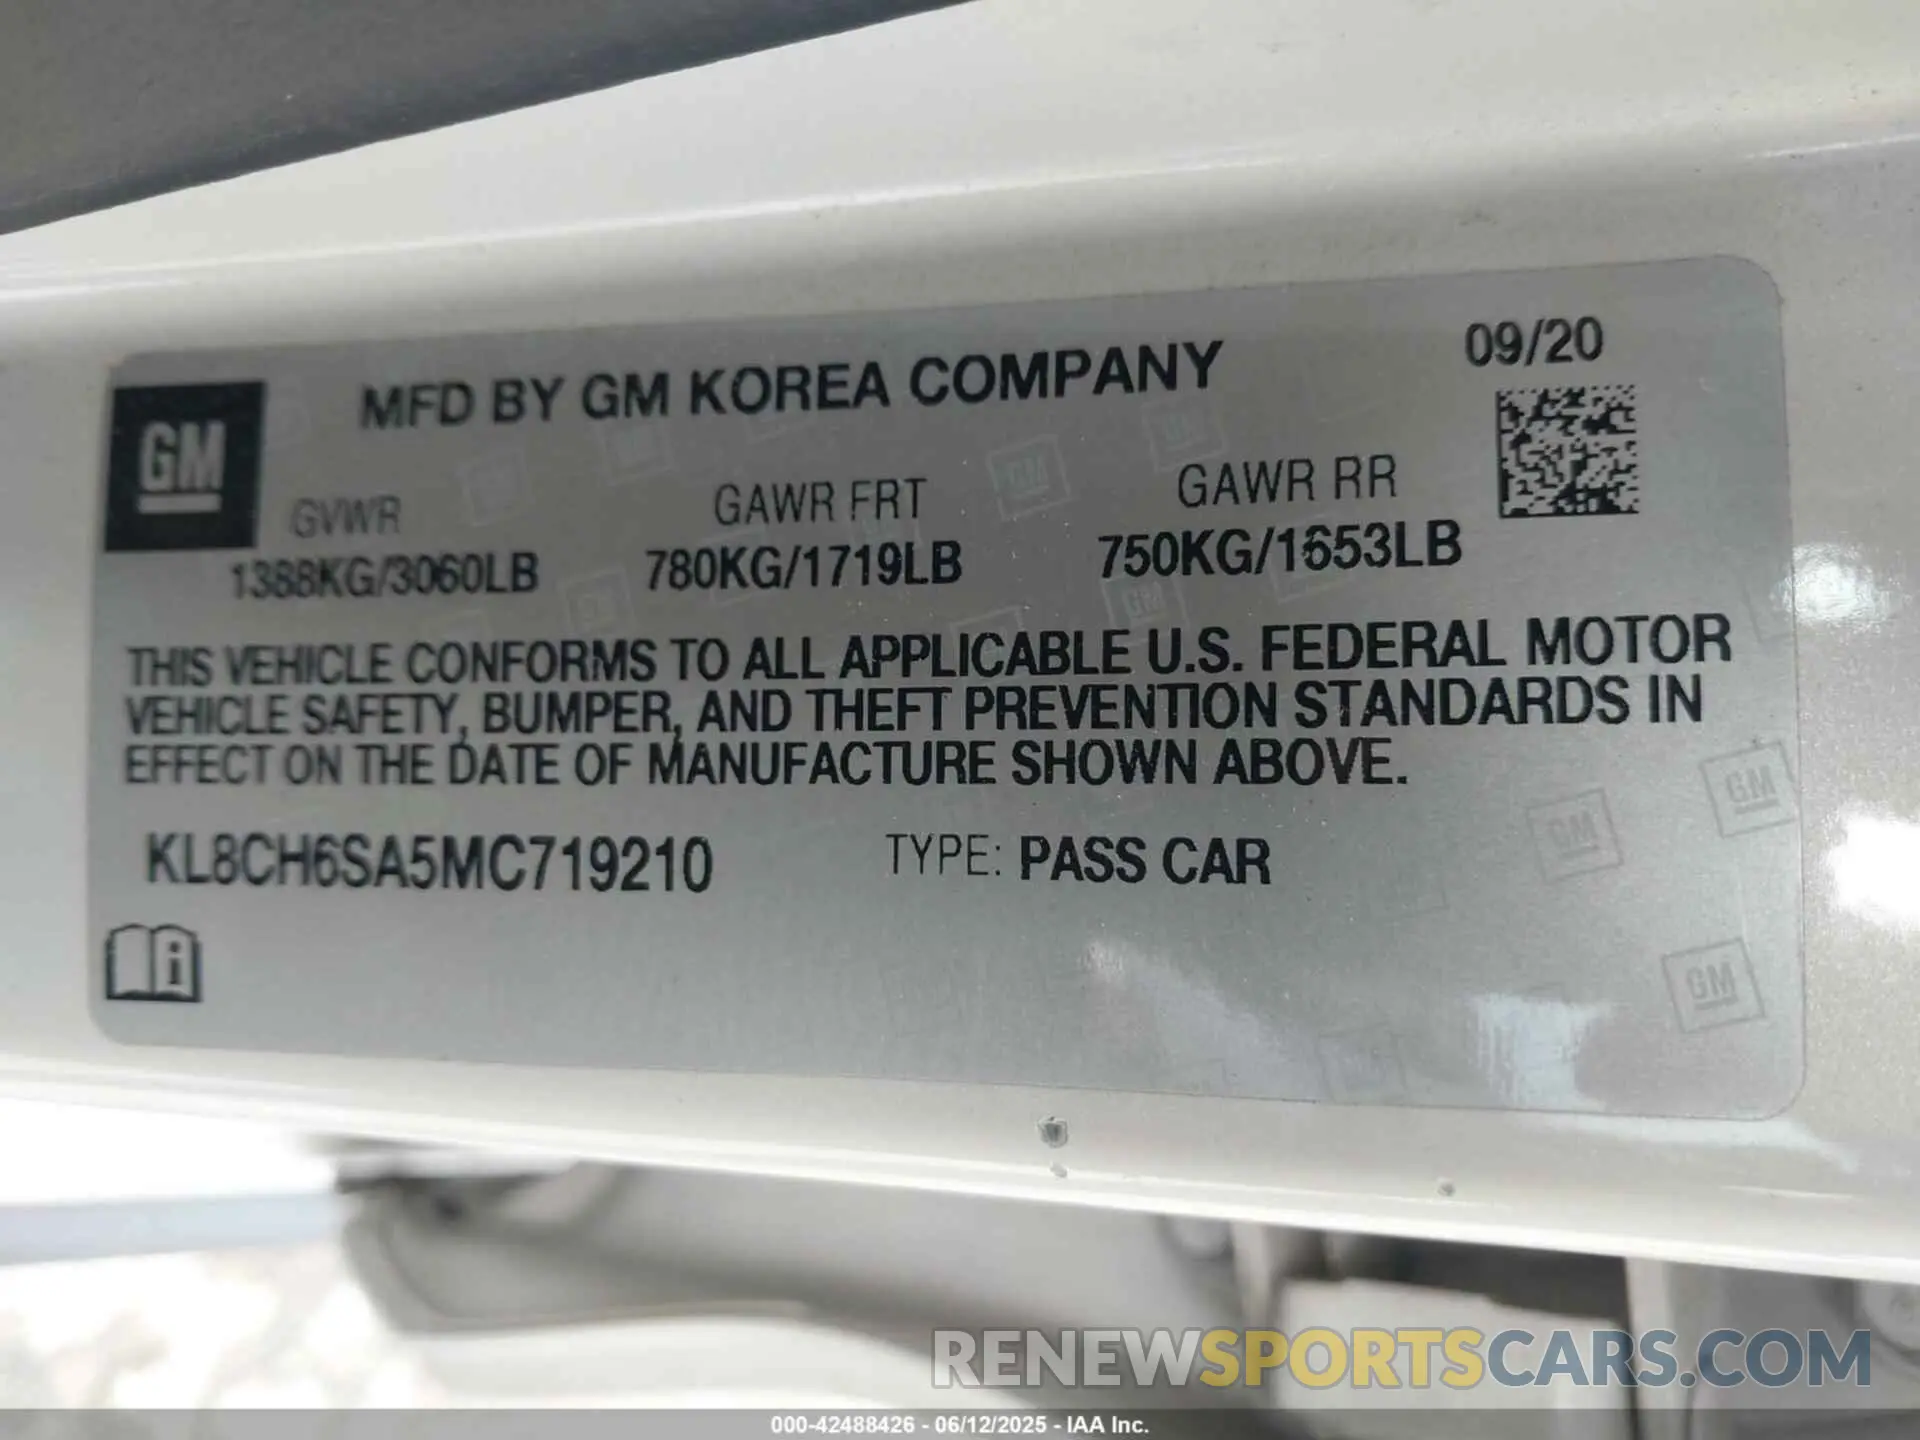 MFD BY GM KOREA COMPANY
09/20
GM
GVWR
GAWR FRT
GAWR RR
1388KG/3060LB
780KG/1719LB
750KG/1653LB
THIS VEHICLE CONFORMS TO ALL APPLICABLE U.S. FEDERAL MOTOR
VEHICLE SAFETY, BUMPER, AND THEFT PREVENTION STANDARDS IN
EFFECT ON THE DATE OF MANUFACTURE SHOWN ABOVE.
KL8CH6SA5MC719210
TYPE: PASS CAR
RENEWSPORTSCARS.COM
000-42488426 - 06/12/2025 - IAA Inc.